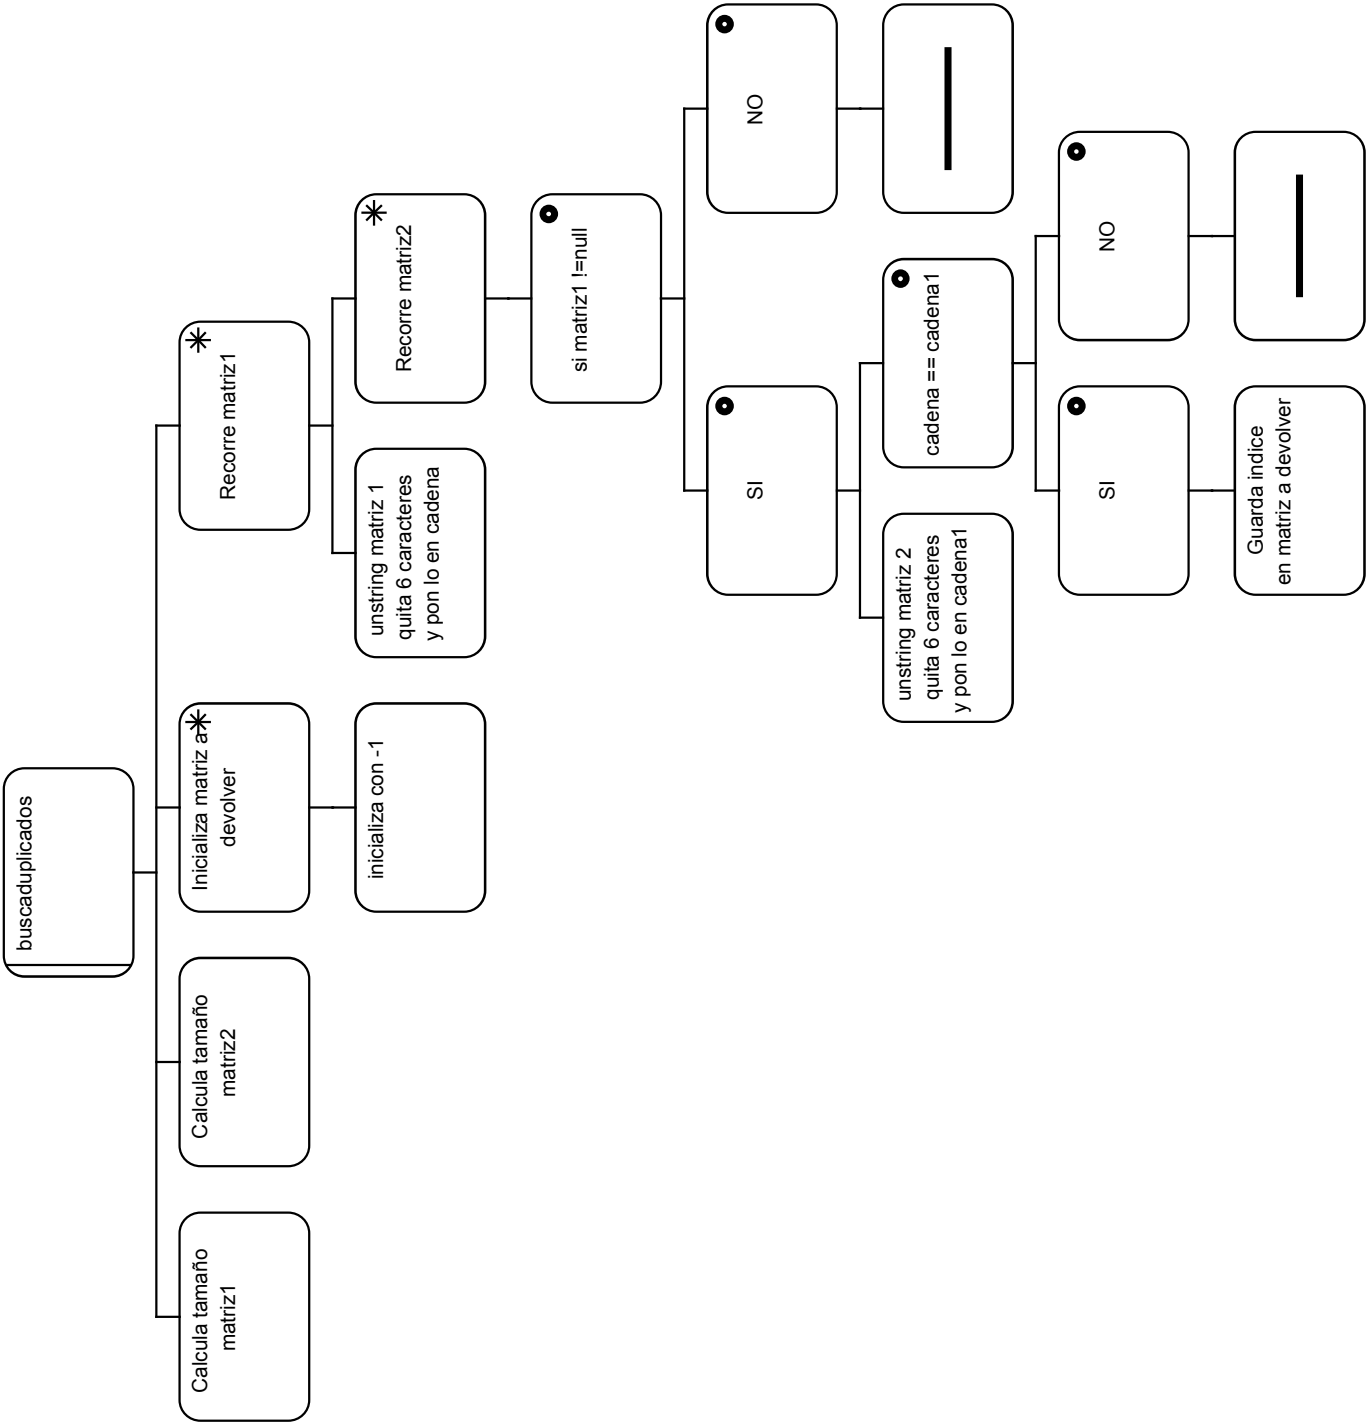 buscaduplicados
Calcula tamaño
matriz1
Calcula tamaño
matriz2
Inicializa matriz a
devolver
Recorre matriz1
inicializa con -1
unstring matriz 1
quita 6 caracteres
y pon lo en cadena
Recorre matriz2
si matriz1 !=null
SI
NO
unstring matriz 2
quita 6 caracteres
y pon lo en cadena1
cadena == cadena1
SI
NO
Guarda indice
en matriz a devolver